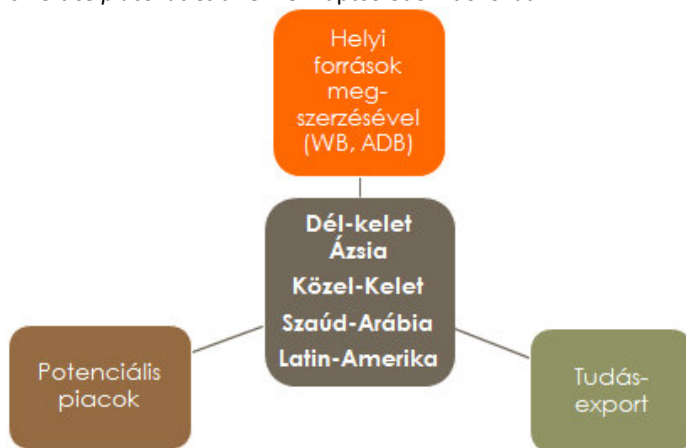 Helyi
források
meg-
szerzésével
(WB, ADB)
Dél-kelet
Ázsia
Közel-Kelet
Szaúd-Arábia
Latin-Amerika
Potenciális
piacok
Tudás-
export